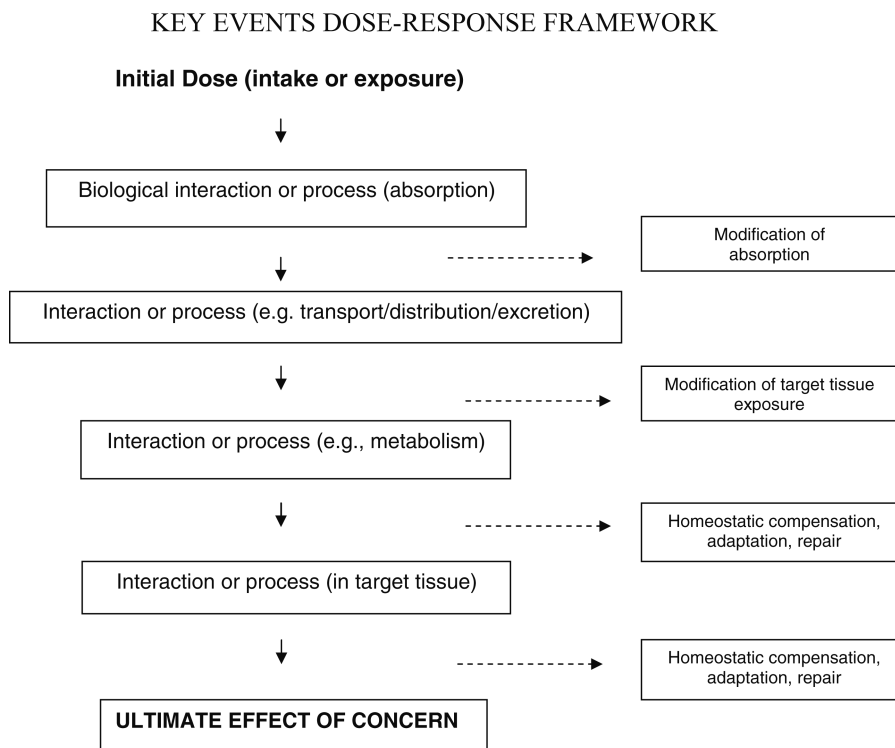 KEY EVENTS DOSE-RESPONSE FRAMEWORK
Initial Dose (intake or exposure)
Biological interaction or process (absorption)
Modification of
absorption
Interaction or process (e.g. transport/distribution/excretion)
Modification of target tissue
exposure
Interaction or process (e.g., metabolism)
Homeostatic compensation,
adaptation, repair
Interaction or process (in target tissue)
Homeostatic compensation,
adaptation, repair
ULTIMATE EFFECT OF CONCERN